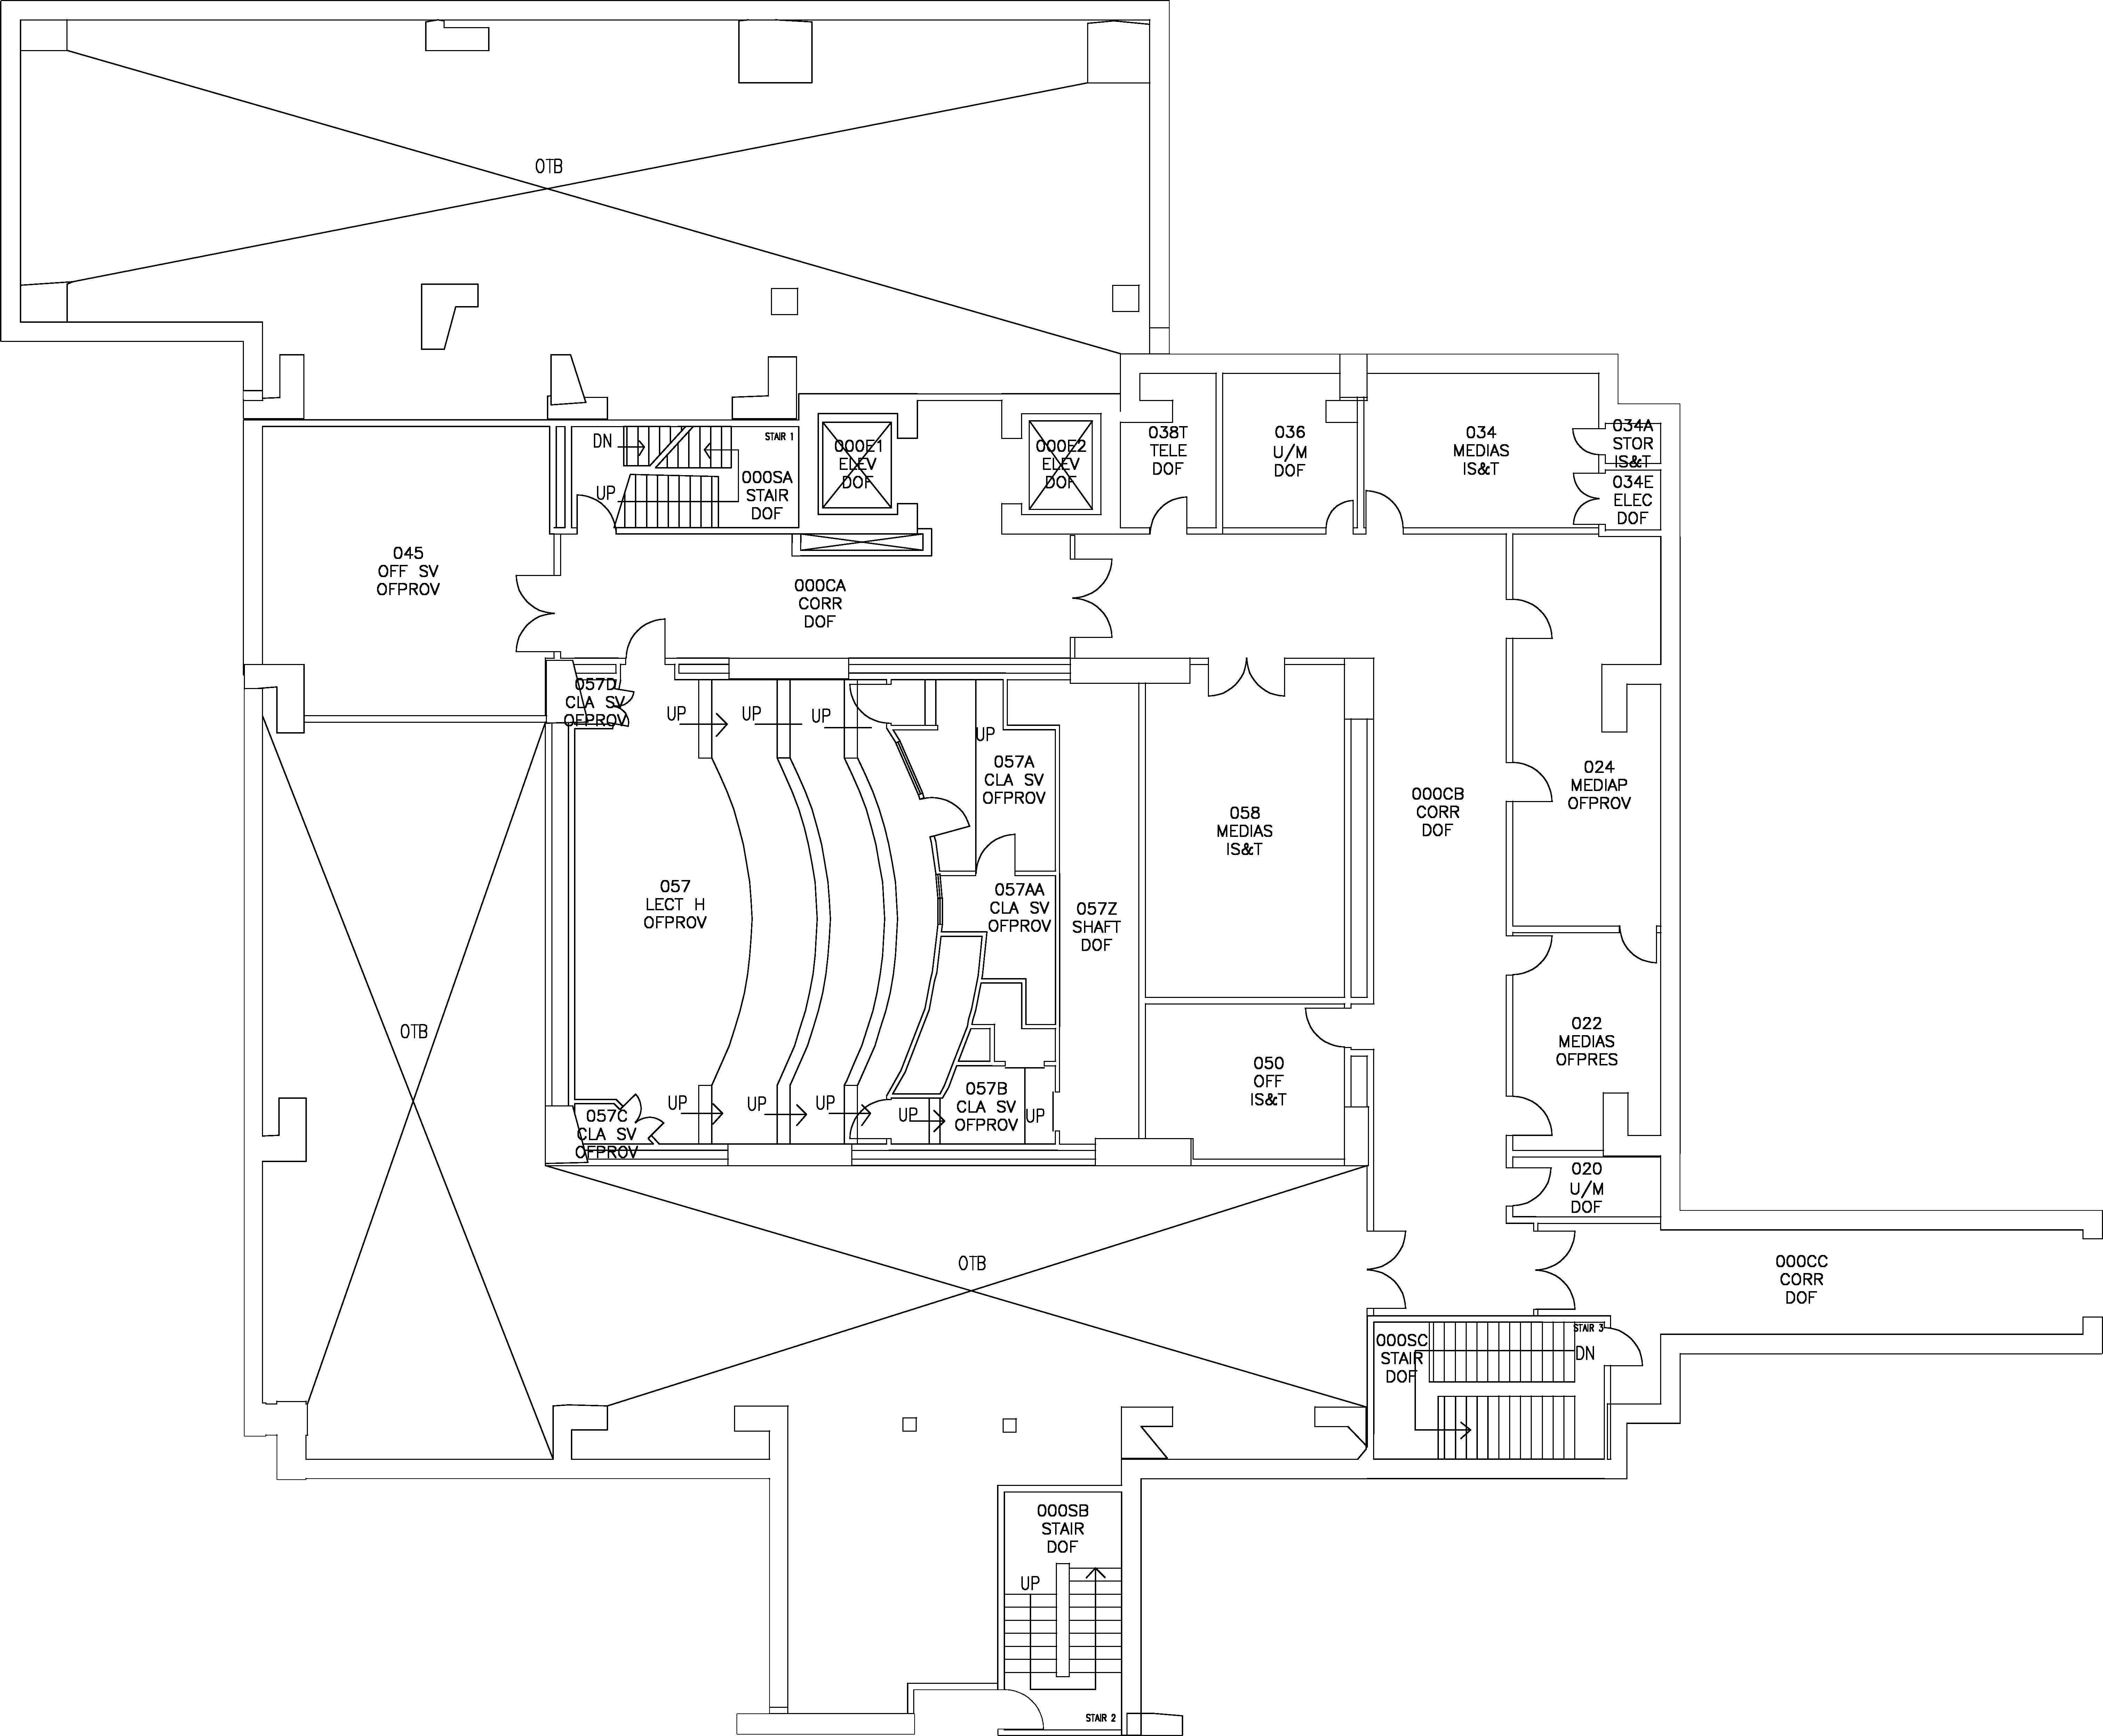 OTB
DN
STAIR 1
UP
000SA
STAIR
DOF
000E1
ELEV
DOF
000E2
ELEV
DOF
038T
TELE
DOF
036
U/M
DOF
034
MEDIAS
IS&T
034A
STOR
IS&T
034E
ELEC
DOF
045
OFF SV
OFPROV
000CA
CORR
DOF
057D
CLA SV
OFPROV
UP
UP
UP
UP
057A
CLA SV
OFPROV
057
LECT H
OFPROV
057AA
CLA SV
OFPROV
057Z
SHAFT
DOF
058
MEDIAS
IS&T
000CB
CORR
DOF
024
MEDIAP
OFPROV
OTB
022
MEDIAS
OFPRES
050
OFF
IS&T
057C
CLA SV
OFPROV
UP
UP
UP
UP
057B
CLA SV
OFPROV
UP
020
U/M
DOF
OTB
000CC
CORR
DOF
000SC
STAIR
DOF
STAIR 3
DN
000SB
STAIR
DOF
UP
STAIR 2